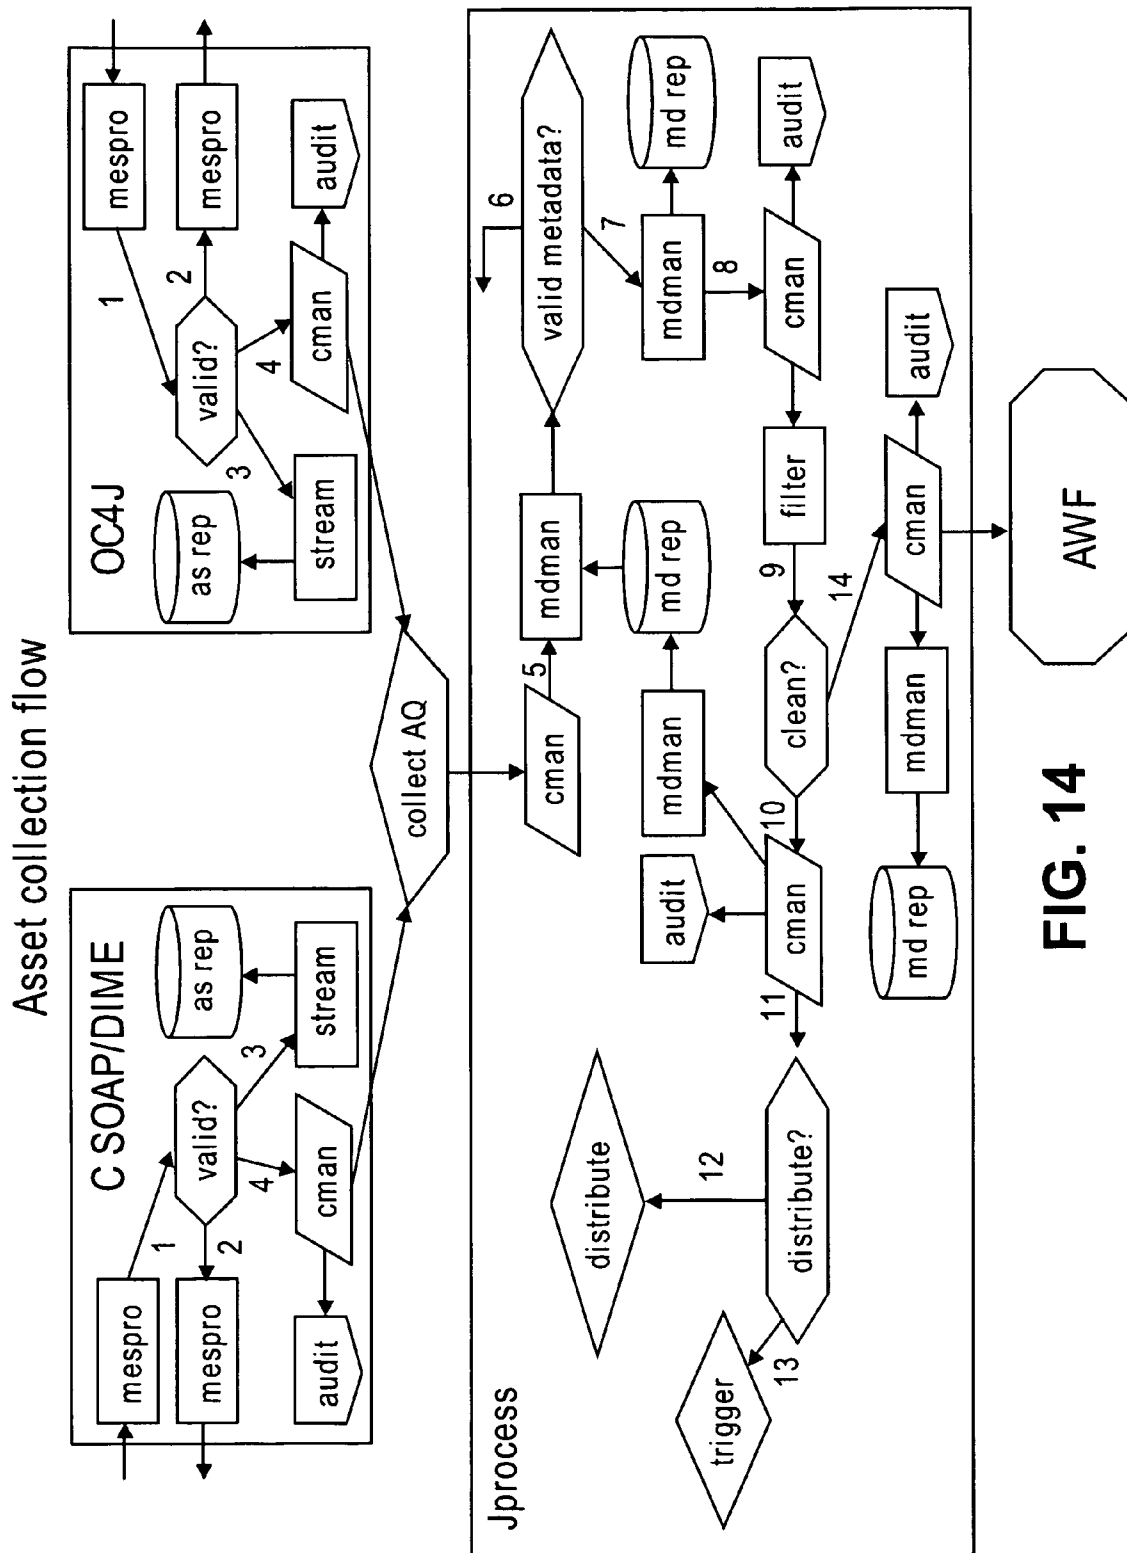 Asset collection flow
C SOAP/DIME
mespro
1
valid?
2
mespro
3
4
as rep
stream
cman
audit
OC4J
mespro
1
valid?
2
mespro
3
4
as rep
stream
cman
audit
collect AQ
Jprocess
cman
5
mdman
md rep
valid metadata?
6
7
mdman
md rep
8
cman
audit
filter
9
clean?
10
cman
audit
mdman
11
distribute?
12
distribute
13
trigger
14
cman
audit
mdman
md rep
AWF
FIG. 14